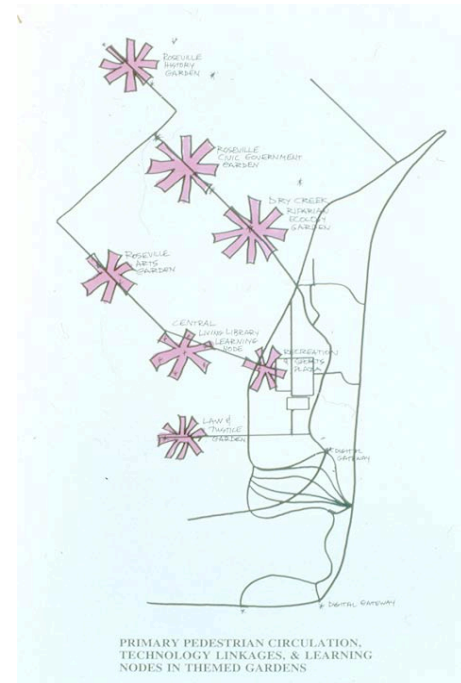 ROSEVILLE
HISTORY
GARDEN
ROSEVILLE
CIVIC GOVERNMENT
GARDEN
DRY CREEK
RIPARIAN
ECOLOGY
GARDEN
ROSEVILLE
ARTS
GARDEN
CENTRAL
LIVING LIBRARY
LEARNING
NODE
RECREATION
& SPORTS
PLAZA
LAW &
JUSTICE
GARDEN
DIGITAL
GATEWAY
DIGITAL GATEWAY
PRIMARY PEDESTRIAN CIRCULATION,
TECHNOLOGY LINKAGES, & LEARNING
NODES IN THEMED GARDENS